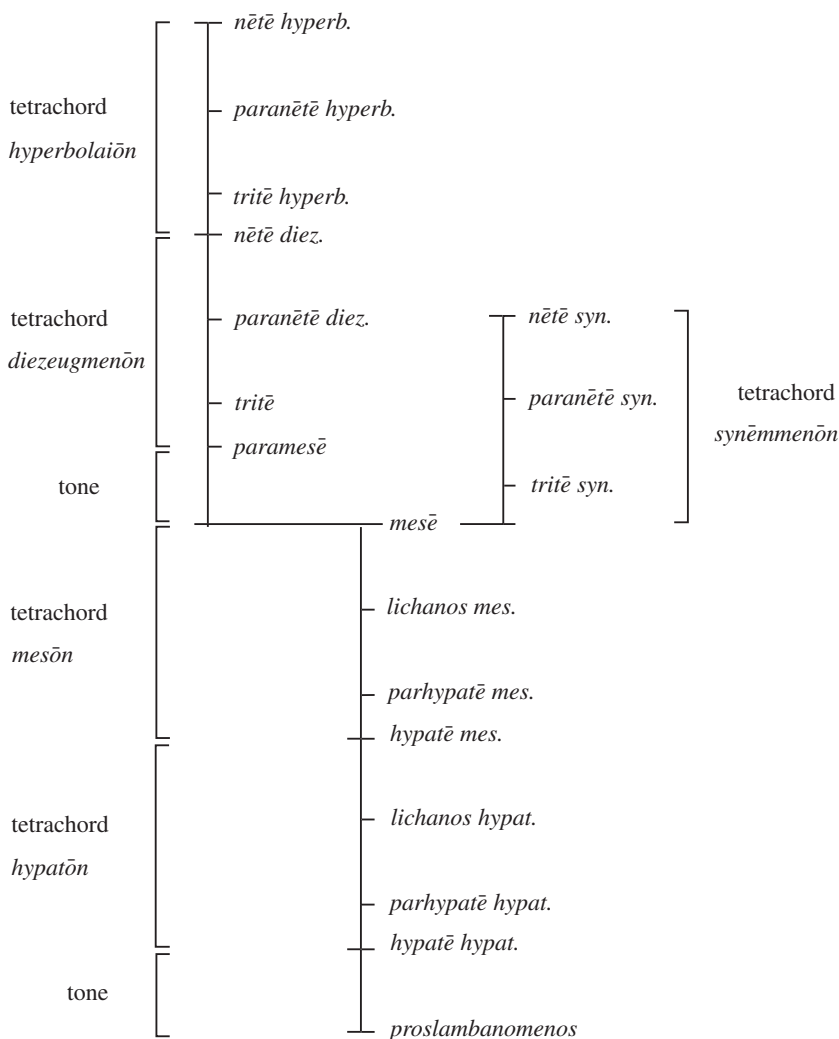 nētē hyperb.
tetrachord
hyperbolaiōn
paranētē hyperb.
tritē hyperb.
nētē diez.
tetrachord
diezeugmenōn
paranētē diez.
tritē
paramesē
nētē syn.
paranētē syn.
tritē syn.
tetrachord
synēmmenōn
tone
mesē
tetrachord
mesōn
lichanos mes.
parhypatē mes.
hypatē mes.
tetrachord
hypatōn
lichanos hypat.
parhypatē hypat.
hypatē hypat.
tone
proslambanomenos